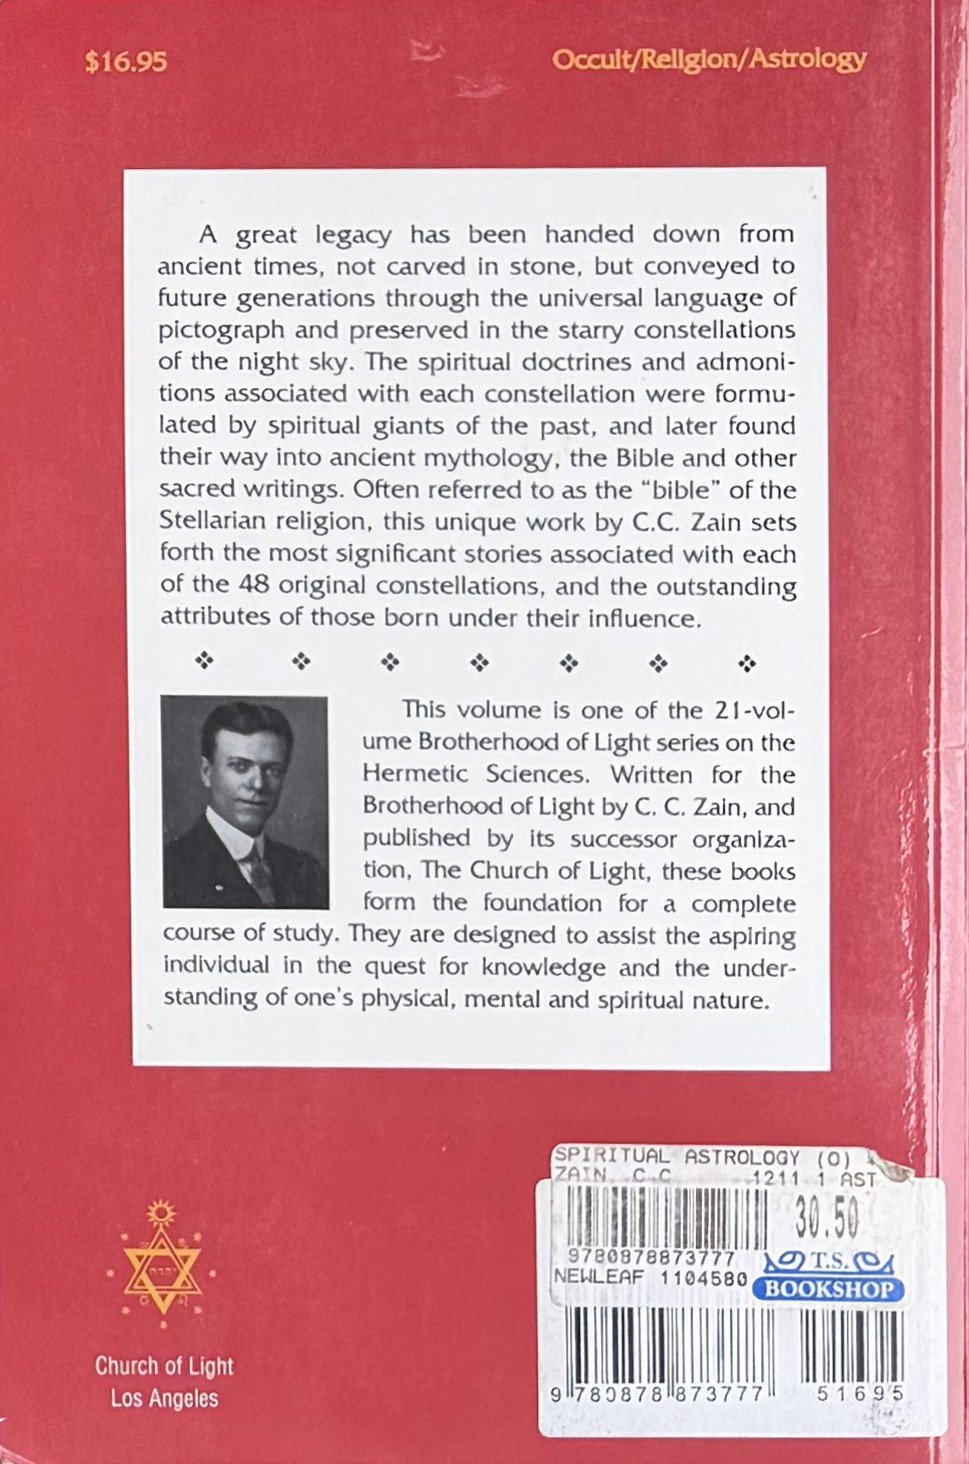 $16.95
Occult/Religion/Astrology
A great legacy has been handed down from
ancient times, not carved in stone, but conveyed to
future generations through the universal language of
pictograph and preserved in the starry constellations
of the night sky. The spiritual doctrines and admoni-
tions associated with each constellation were formu-
lated by spiritual giants of the past, and later found
their way into ancient mythology, the Bible and other
sacred writings. Often referred to as the "bible" of the
Stellarian religion, this unique work by C.C. Zain sets
forth the most significant stories associated with each
of the 48 original constellations, and the outstanding
attributes of those born under their influence.
This volume is one of the 21-vol-
ume Brotherhood of Light series on the
Hermetic Sciences. Written for the
Brotherhood of Light by C. C. Zain, and
published by its successor organiza-
tion, The Church of Light, these books
form the foundation for a complete
course of study. They are designed to assist the aspiring
individual in the quest for knowledge and the under-
standing of one's physical, mental and spiritual nature.
SPIRITUAL ASTROLOGY (O)
ZAIN, C.C 1211 1 AST
30.50
9780878873777
NEWLEAF 1104580
T.S.
BOOKSHOP
9 780878 873777
51695
Church of Light
Los Angeles